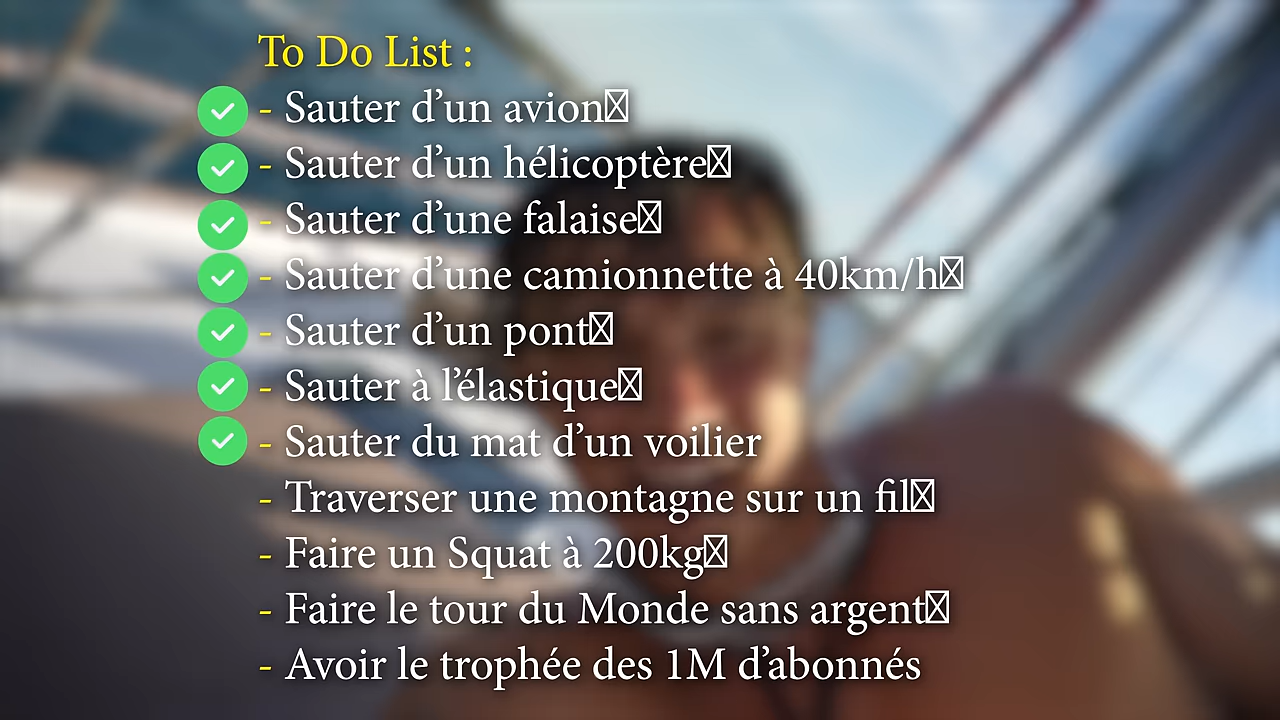 To Do List :
- Sauter d’un avion
- Sauter d’un hélicoptère
- Sauter d’une falaise
- Sauter d’une camionnette à 40km/h
- Sauter d’un pont
- Sauter à l’élastique
- Sauter du mat d’un voilier
- Traverser une montagne sur un fil
- Faire un Squat à 200kg
- Faire le tour du Monde sans argent
- Avoir le trophée des 1M d’abonnés